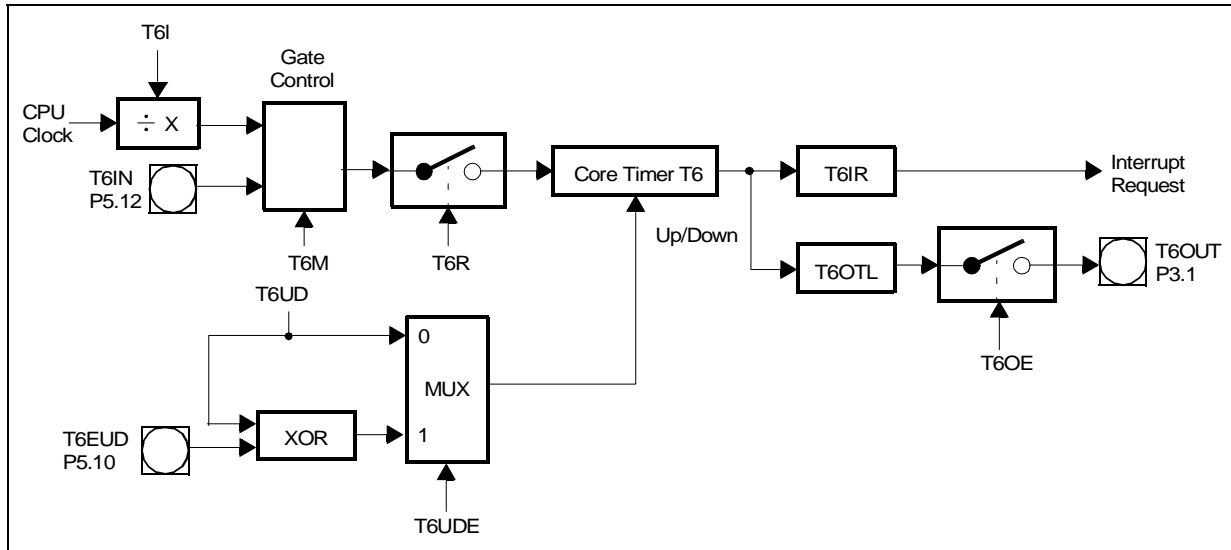 T6I
Gate
Control
CPU
Clock
÷ X
T6IN
P5.12
Core Timer T6
T6IR
Interrupt
Request
Up/Down
T6M
T6R
T6OTL
T6OUT
P3.1
T6UD
0
MUX
1
T6OE
T6EUD
P5.10
XOR
T6UDE